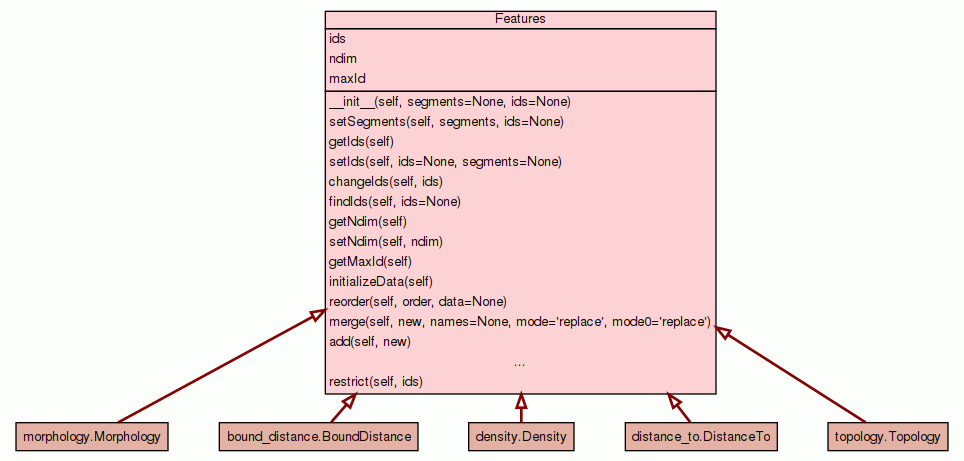 Features
ids
ndim
maxId
__init__(self, segments=None, ids=None)
setSegments(self, segments, ids=None)
getIds(self)
setIds(self, ids=None, segments=None)
changeIds(self, ids)
findIds(self, ids=None)
getNdim(self)
setNdim(self, ndim)
getMaxId(self)
initializeData(self)
reorder(self, order, data=None)
merge(self, new, names=None, mode='replace', mode0='replace')
add(self, new)
...
restrict(self, ids)
morphology.Morphology
bound_distance.BoundDistance
density.Density
distance_to.DistanceTo
topology.Topology